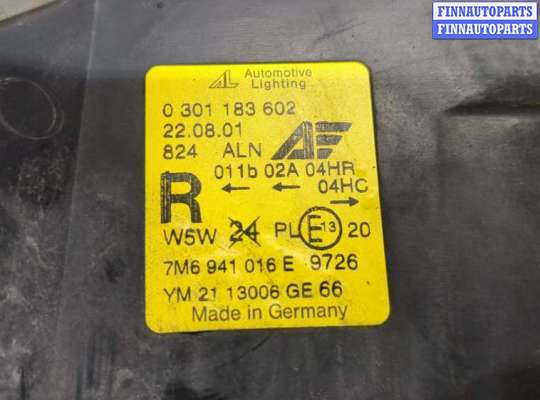 FINNAUTOPARTS
FINNAUTOPARTS
AL Automotive Lighting
0 301 183 602
22.08.01
824 ALN
011b 02A 04HR
← ← 04HC
→
R
W5W 24 PL E 13 20
7M6 941 016 E 9726
YM 21 13006 GE 66
Made in Germany